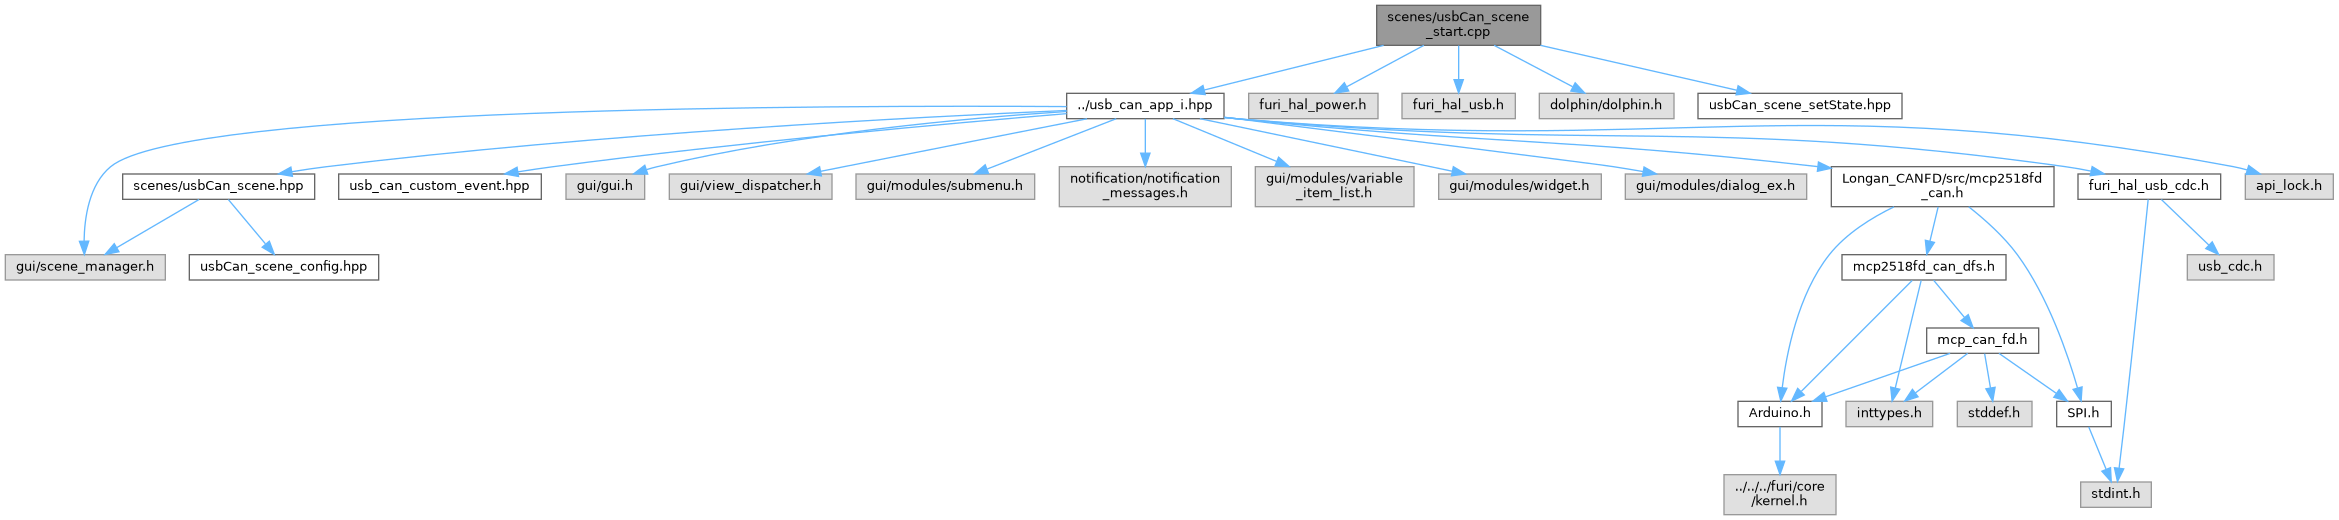 scenes/usbCan_scene
_start.cpp
../usb_can_app_i.hpp
furi_hal_power.h
furi_hal_usb.h
dolphin/dolphin.h
usbCan_scene_setState.hpp
scenes/usbCan_scene.hpp
usb_can_custom_event.hpp
gui/gui.h
gui/view_dispatcher.h
gui/modules/submenu.h
notification/notification
_messages.h
gui/modules/variable
_item_list.h
gui/modules/widget.h
gui/modules/dialog_ex.h
Longan_CANFD/src/mcp2518fd
_can.h
furi_hal_usb_cdc.h
api_lock.h
gui/scene_manager.h
usbCan_scene_config.hpp
mcp2518fd_can_dfs.h
usb_cdc.h
mcp_can_fd.h
Arduino.h
inttypes.h
stddef.h
SPI.h
../../../furi/core
/kernel.h
stdint.h